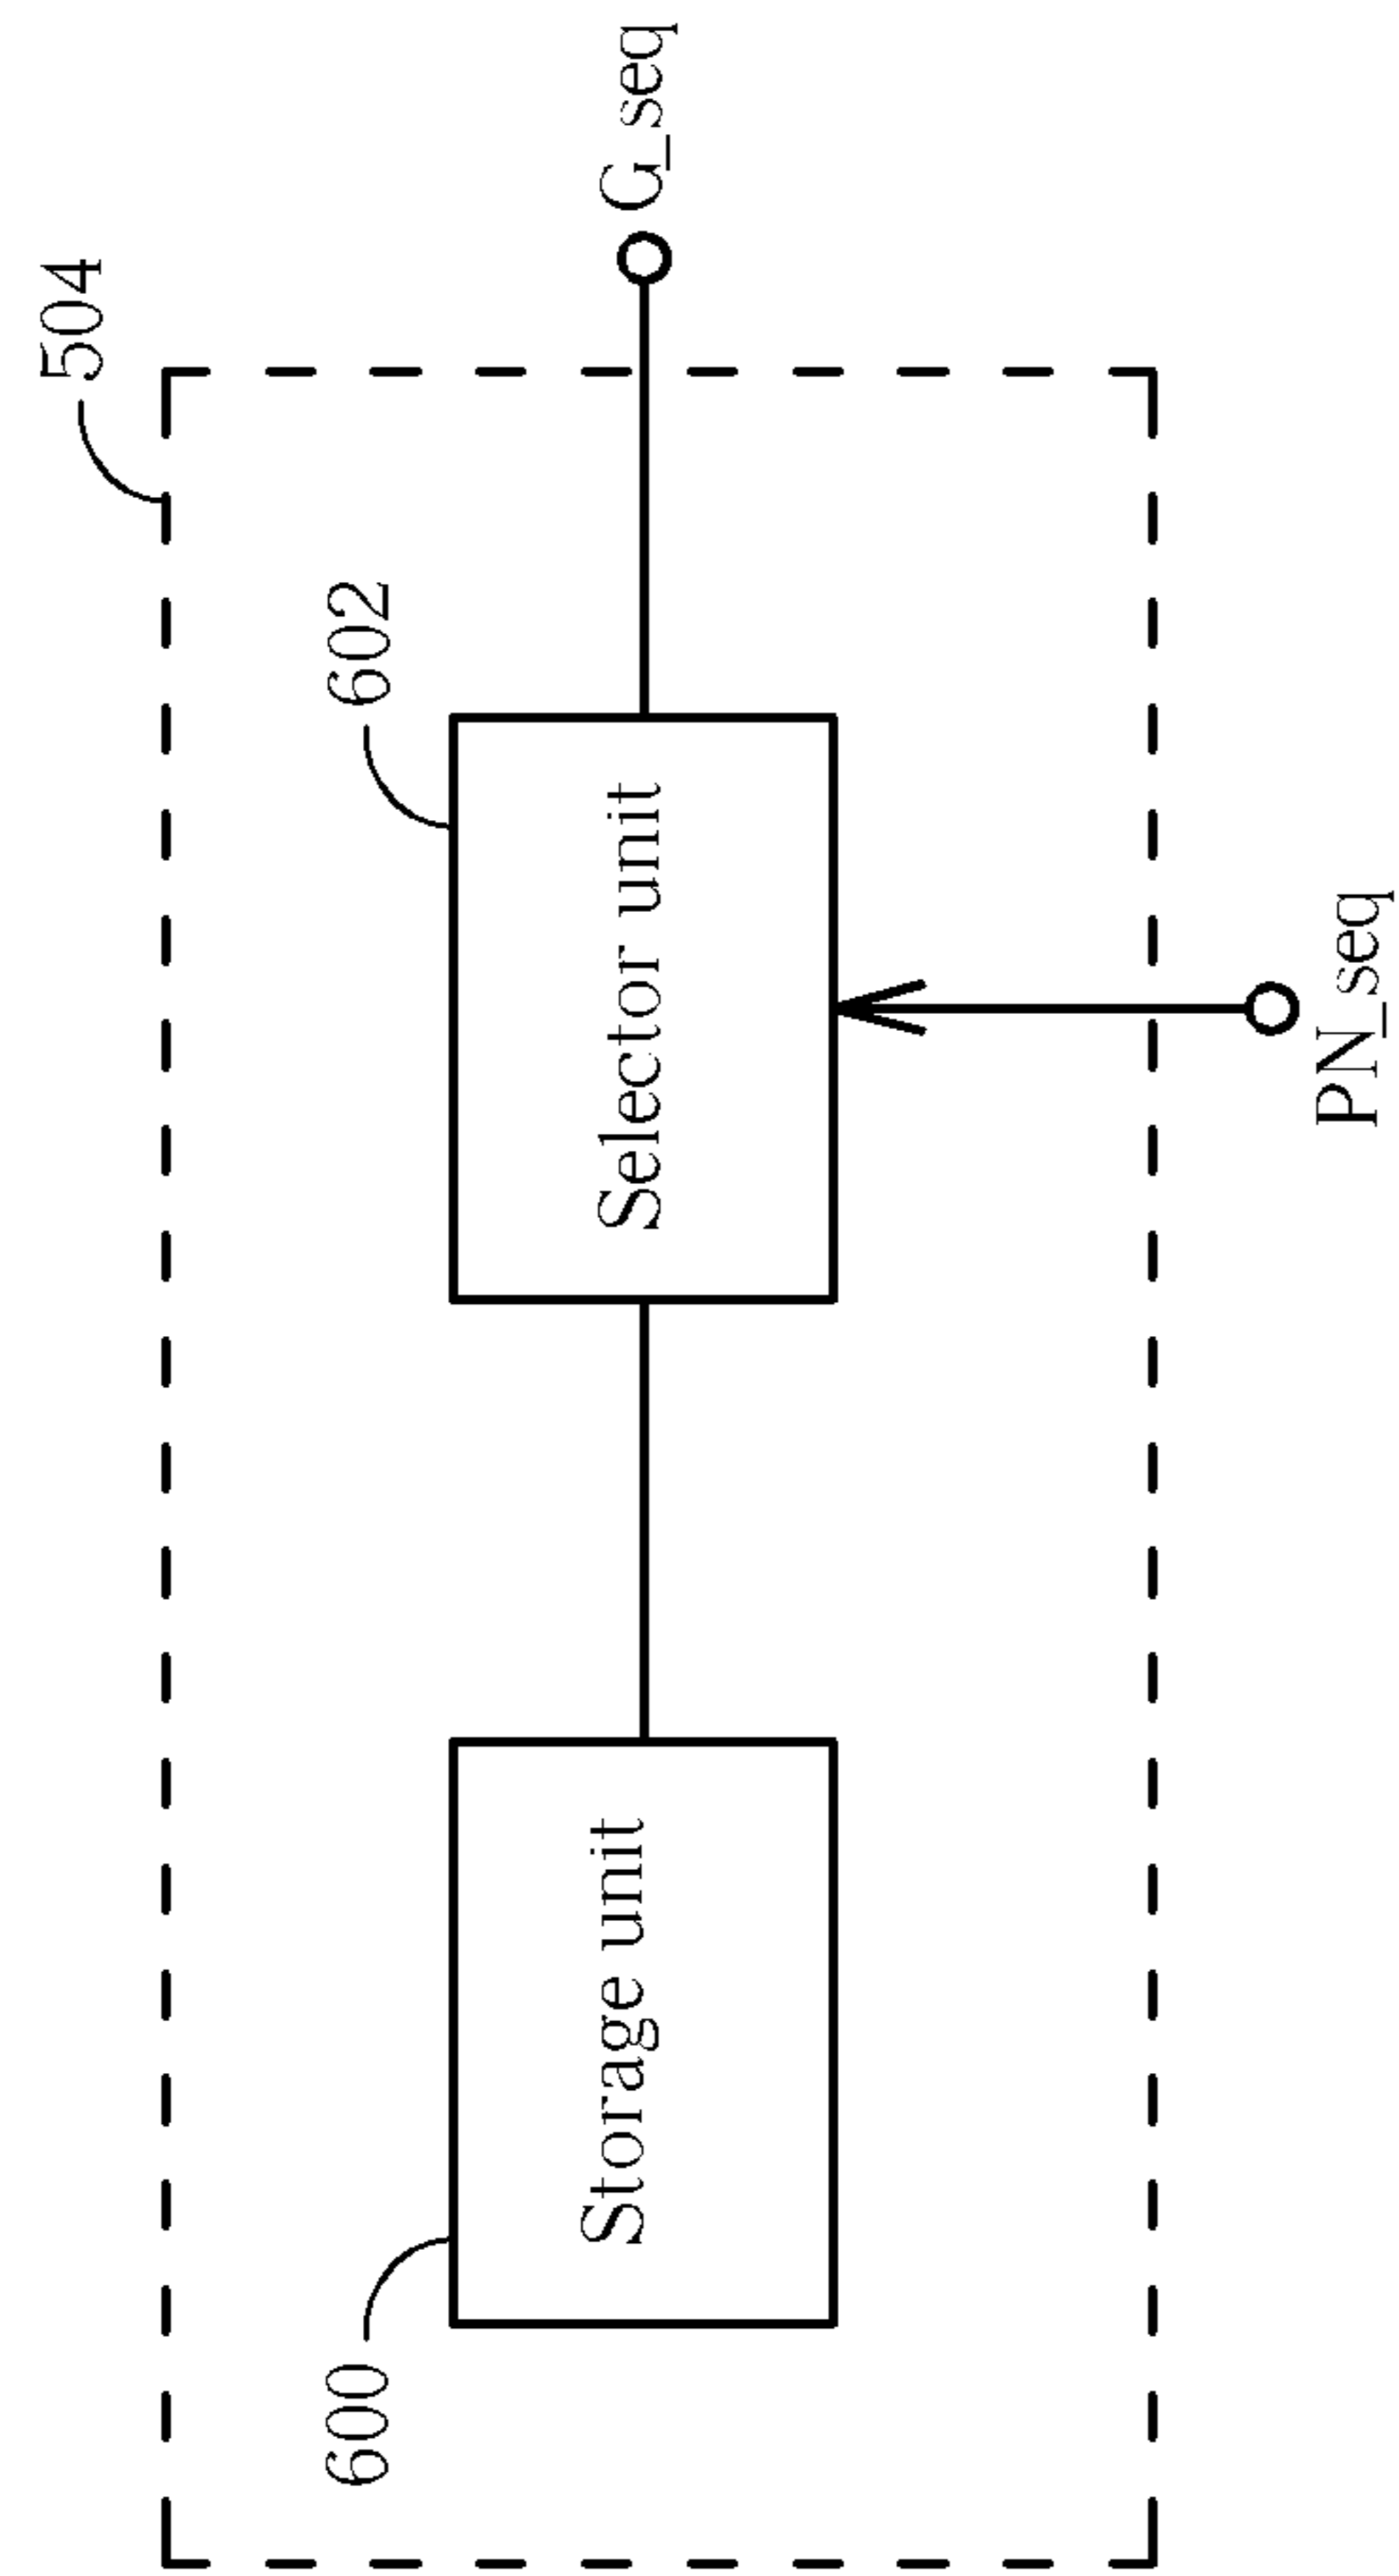 504
600
602
Storage unit
Selector unit
G_seq
PN_seq